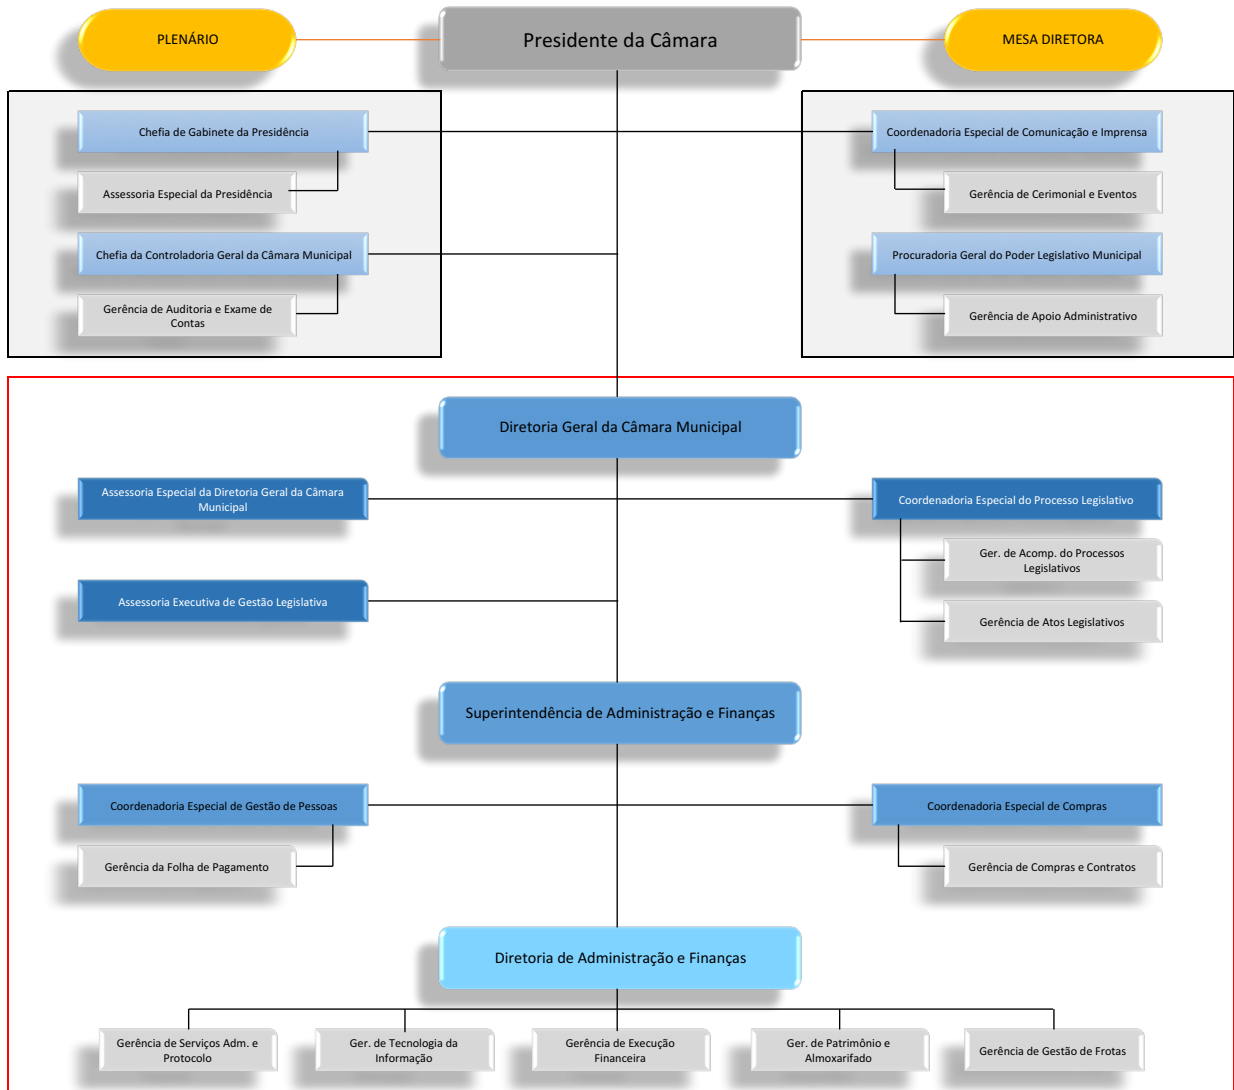 PLENÁRIO
Presidente da Câmara
MESA DIRETORA
Chefia de Gabinete da Presidência
Coordenadoria Especial de Comunicação e Imprensa
Assessoria Especial da Presidência
Gerência de Cerimonial e Eventos
Chefia da Controladoria Geral da Câmara Municipal
Procuradoria Geral do Poder Legislativo Municipal
Gerência de Auditoria e Exame de
Contas
Gerência de Apoio Administrativo
Diretoria Geral da Câmara Municipal
Assessoria Especial da Diretoria Geral da Câmara
Municipal
Coordenadoria Especial do Processo Legislativo
Ger. de Acomp. do Processos
Legislativos
Assessoria Executiva de Gestão Legislativa
Gerência de Atos Legislativos
Superintendência de Administração e Finanças
Coordenadoria Especial de Gestão de Pessoas
Coordenadoria Especial de Compras
Gerência da Folha de Pagamento
Gerência de Compras e Contratos
Diretoria de Administração e Finanças
Gerência de Serviços Adm. e
Protocolo
Ger. de Tecnologia da
Informação
Gerência de Execução
Financeira
Ger. de Patrimônio e
Almoxarifado
Gerência de Gestão de Frotas